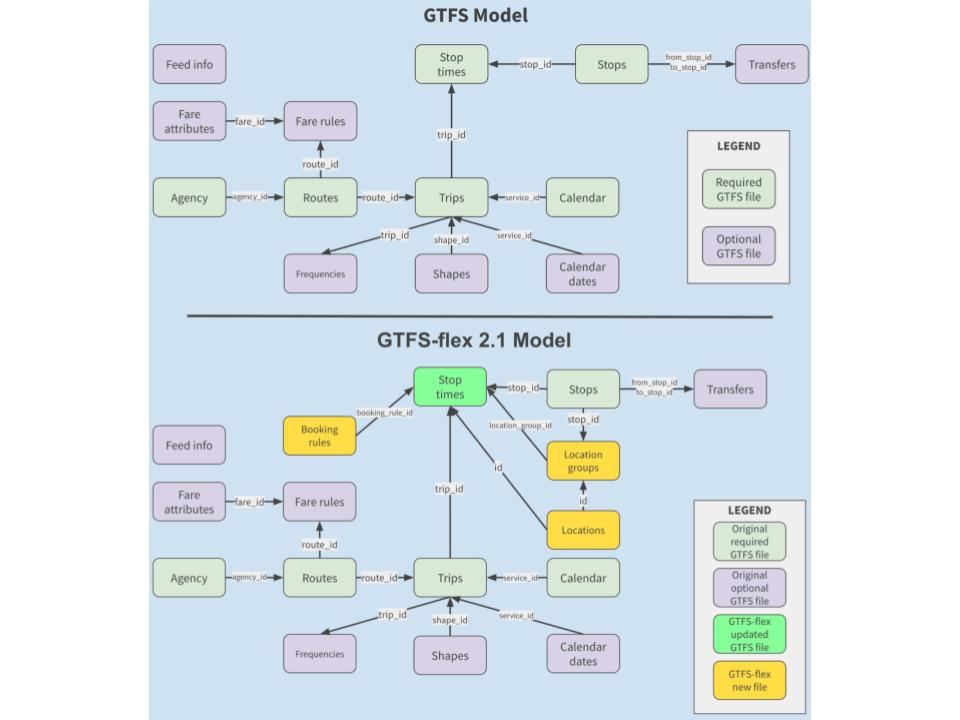 GTFS Model
Feed info
Stop
times
stop_id
Stops
from_stop_id
to_stop_id
Transfers
Fare
attributes
fare_id
Fare rules
trip_id
route_id
Agency
agency_id
Routes
route_id
Trips
service_id
Calendar
trip_id
shape_id
service_id
Frequencies
Shapes
Calendar
dates
LEGEND
Required
GTFS file
Optional
GTFS file
GTFS-flex 2.1 Model
Stop
times
stop_id
Stops
from_stop_id
to_stop_id
Transfers
booking_rule_id
location_group_id
stop_id
Booking
rules
Feed info
Location
groups
id
id
trip_id
Fare
attributes
fare_id
Fare rules
Locations
route_id
Agency
agency_id
Routes
route_id
Trips
service_id
Calendar
trip_id
shape_id
service_id
Frequencies
Shapes
Calendar
dates
LEGEND
Original
required
GTFS file
Original
optional
GTFS file
GTFS-flex
updated
GTFS file
GTFS-flex
new file